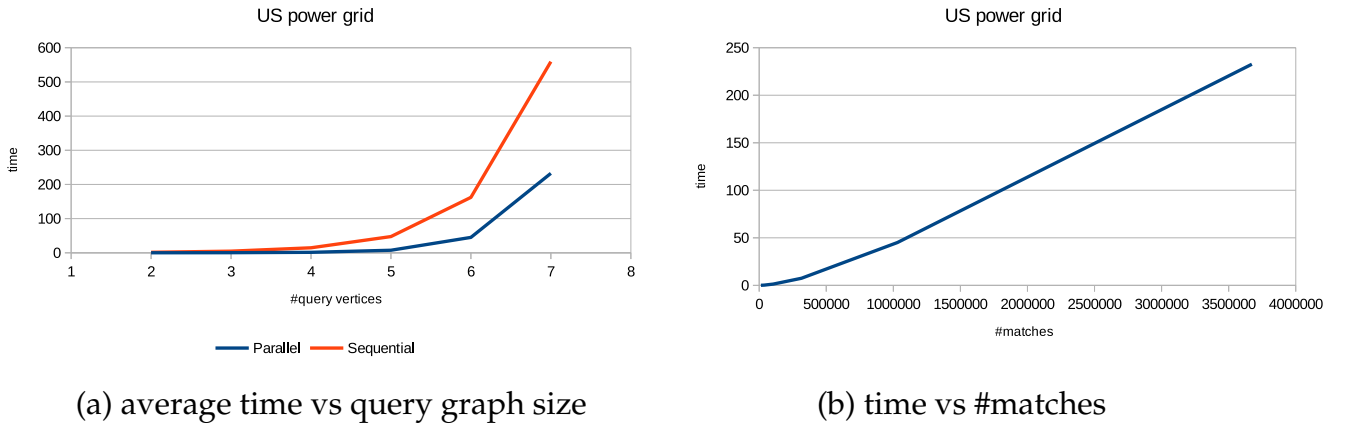 US power grid
600
500
400
300
200
100
0
time
1 2 3 4 5 6 7 8
#query vertices
Parallel Sequential
(a) average time vs query graph size
US power grid
250
200
150
100
50
0
time
0 500000 1000000 1500000 2000000 2500000 3000000 3500000 4000000
#matches
(b) time vs #matches